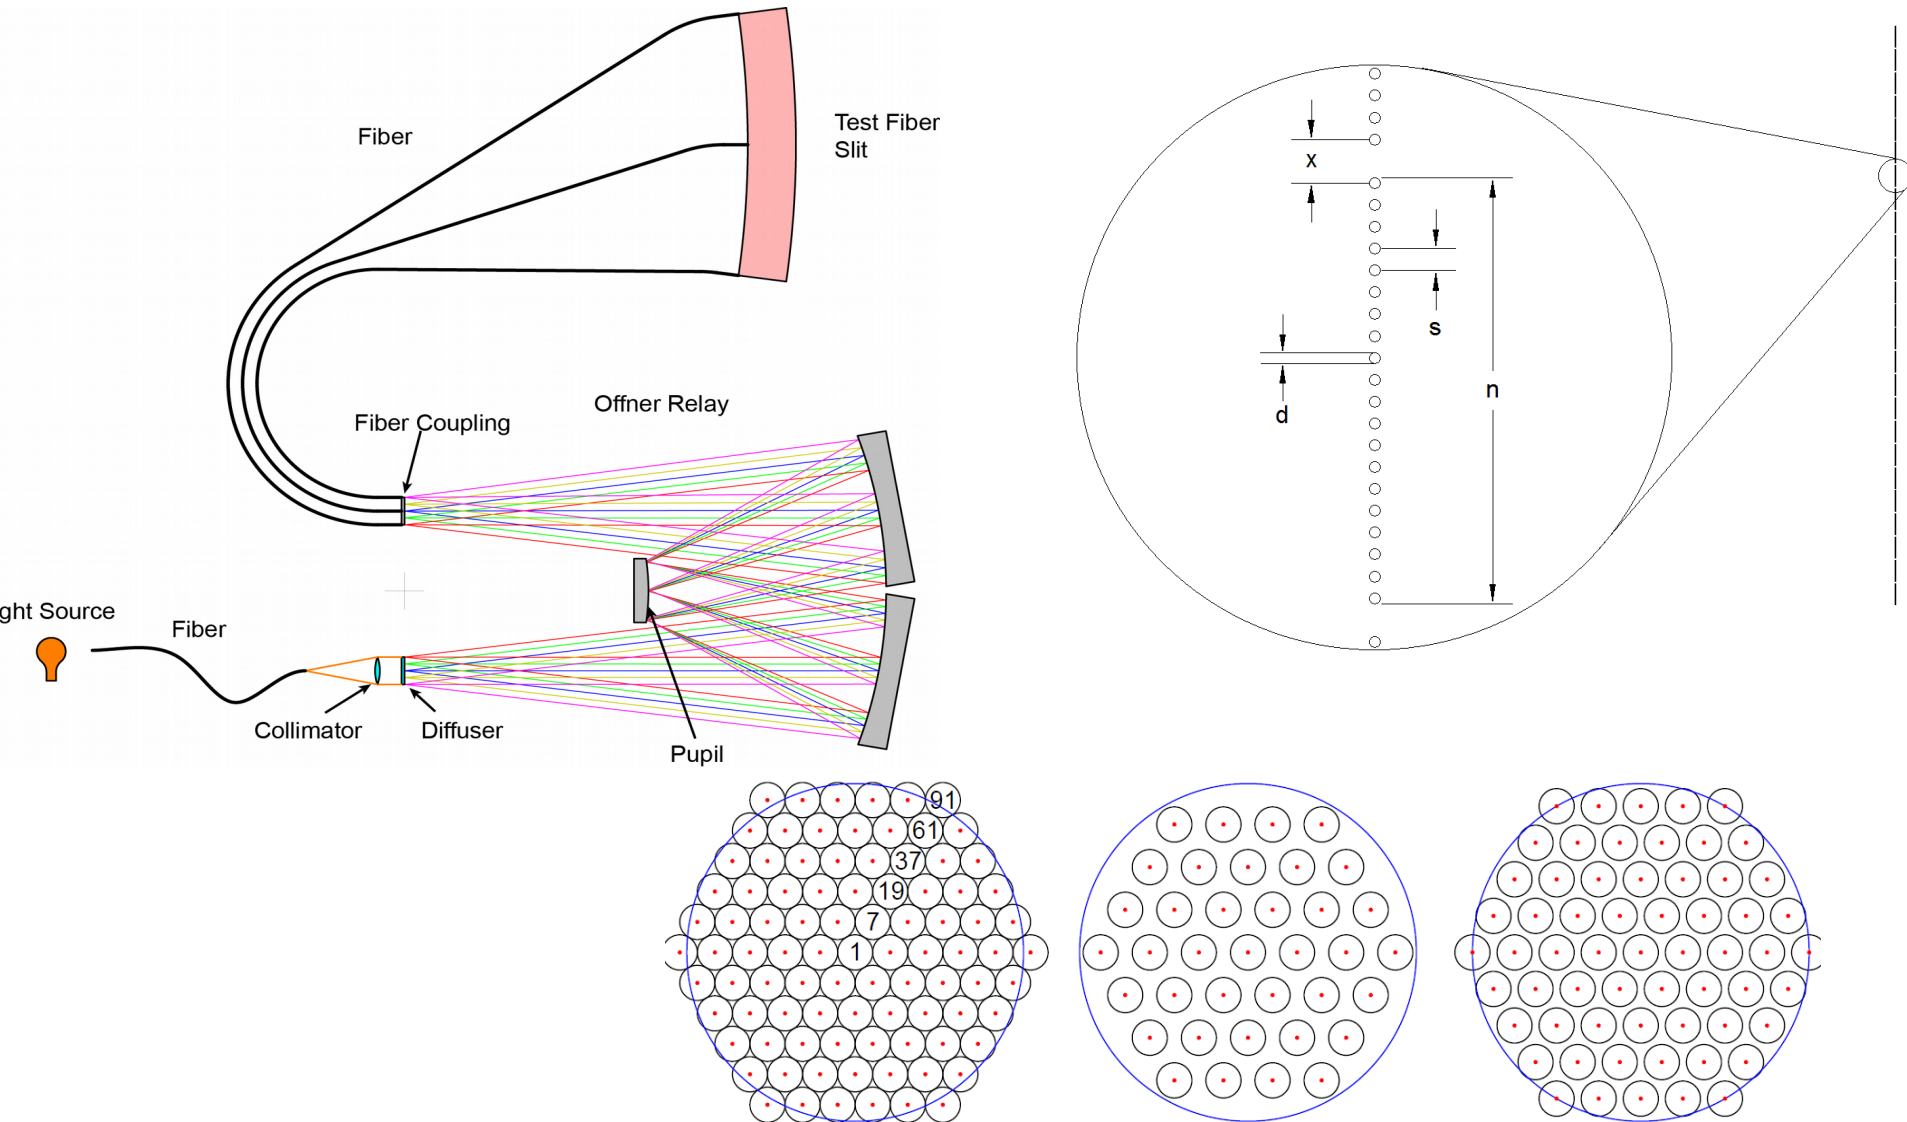 Fiber
Test Fiber
Slit
Offner Relay
Fiber Coupling
ght Source
Fiber
Collimator
Diffuser
Pupil
x
s
n
d
91
61
37
19
7
1